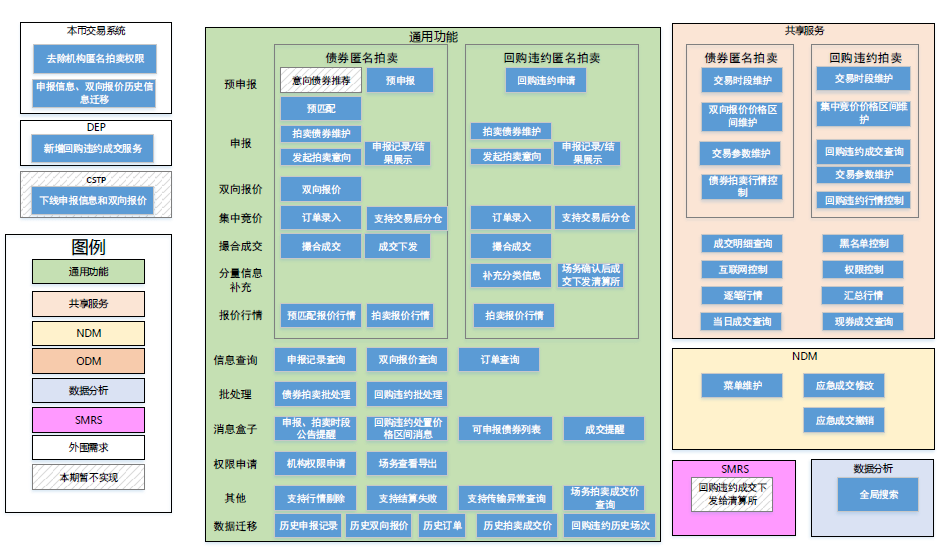 本币交易系统
去除机构匿名拍卖权限
申报信息、双向报价历史信
息迁移
DEP
新增回购违约成交服务
CSTP
下线申报信息和双向报价
图例
通用功能
共享服务
NDM
ODM
数据分析
SMRS
外围需求
本期暂不实现
通用功能
债券匿名拍卖
回购违约匿名拍卖
预申报
意向债券推荐
预申报
回购违约申请
预匹配
申报
拍卖债券维护
拍卖债券维护
发起拍卖意向
申报记录/结
果展示
发起拍卖意向
申报记录/结
果展示
双向报价
双向报价
集中竞价
订单录入
支持交易后分仓
订单录入
支持交易后分仓
撮合成交
撮合成交
成交下发
撮合成交
分量信息
补充
补充分类信息
场务确认后成
交下发清算所
报价行情
预匹配报价行情
拍卖报价行情
拍卖报价行情
信息查询
申报记录查询
双向报价查询
订单查询
批处理
债券拍卖批处理
回购违约批处理
消息盒子
申报、拍卖时段
公告提醒
回购违约处置价
格区间消息
可申报债券列表
成交提醒
权限申请
机构权限申请
场务查看导出
其他
支持行情剔除
支持结算失败
支持传输异常查询
场务拍卖成交价
查询
数据迁移
历史申报记录
历史双向报价
历史订单
历史拍卖成交价
回购违约历史场次
共享服务
债券匿名拍卖
回购违约拍卖
交易时段维护
交易时段维护
双向报价价格区
间维护
集中竞价价格区间维
护
交易参数维护
回购违约成交查询
交易参数维护
债券拍卖行情控
制
回购违约行情控制
成交明细查询
黑名单控制
互联网控制
权限控制
逐笔行情
汇总行情
当日成交查询
现券成交查询
NDM
菜单维护
应急成交修改
应急成交撤销
SMRS
回购违约成交下
发给清算所
数据分析
全局搜索